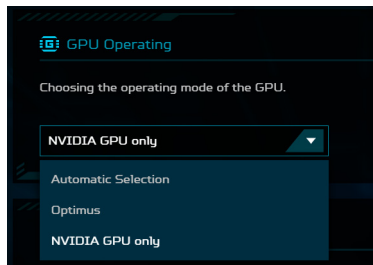 GPU Operating
Choosing the operating mode of the GPU.
NVIDIA GPU only
Automatic Selection
Optimus
NVIDIA GPU only